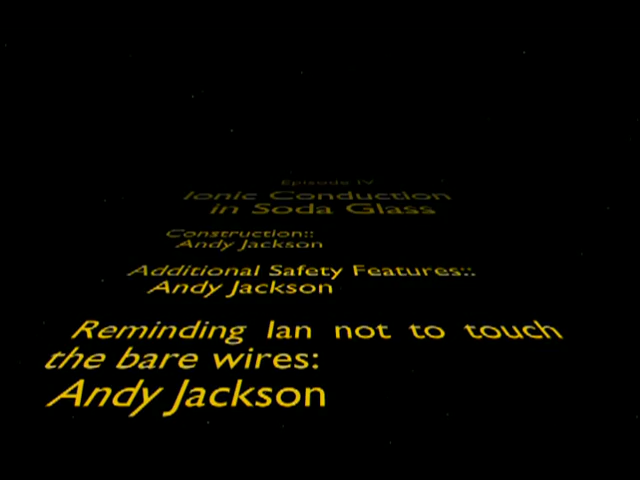 Episode IV
Ionic Conduction
in Soda Glass
Construction::
Andy Jackson
Additional Safety Features::
Andy Jackson
Reminding Ian not to touch
the bare wires:
Andy Jackson